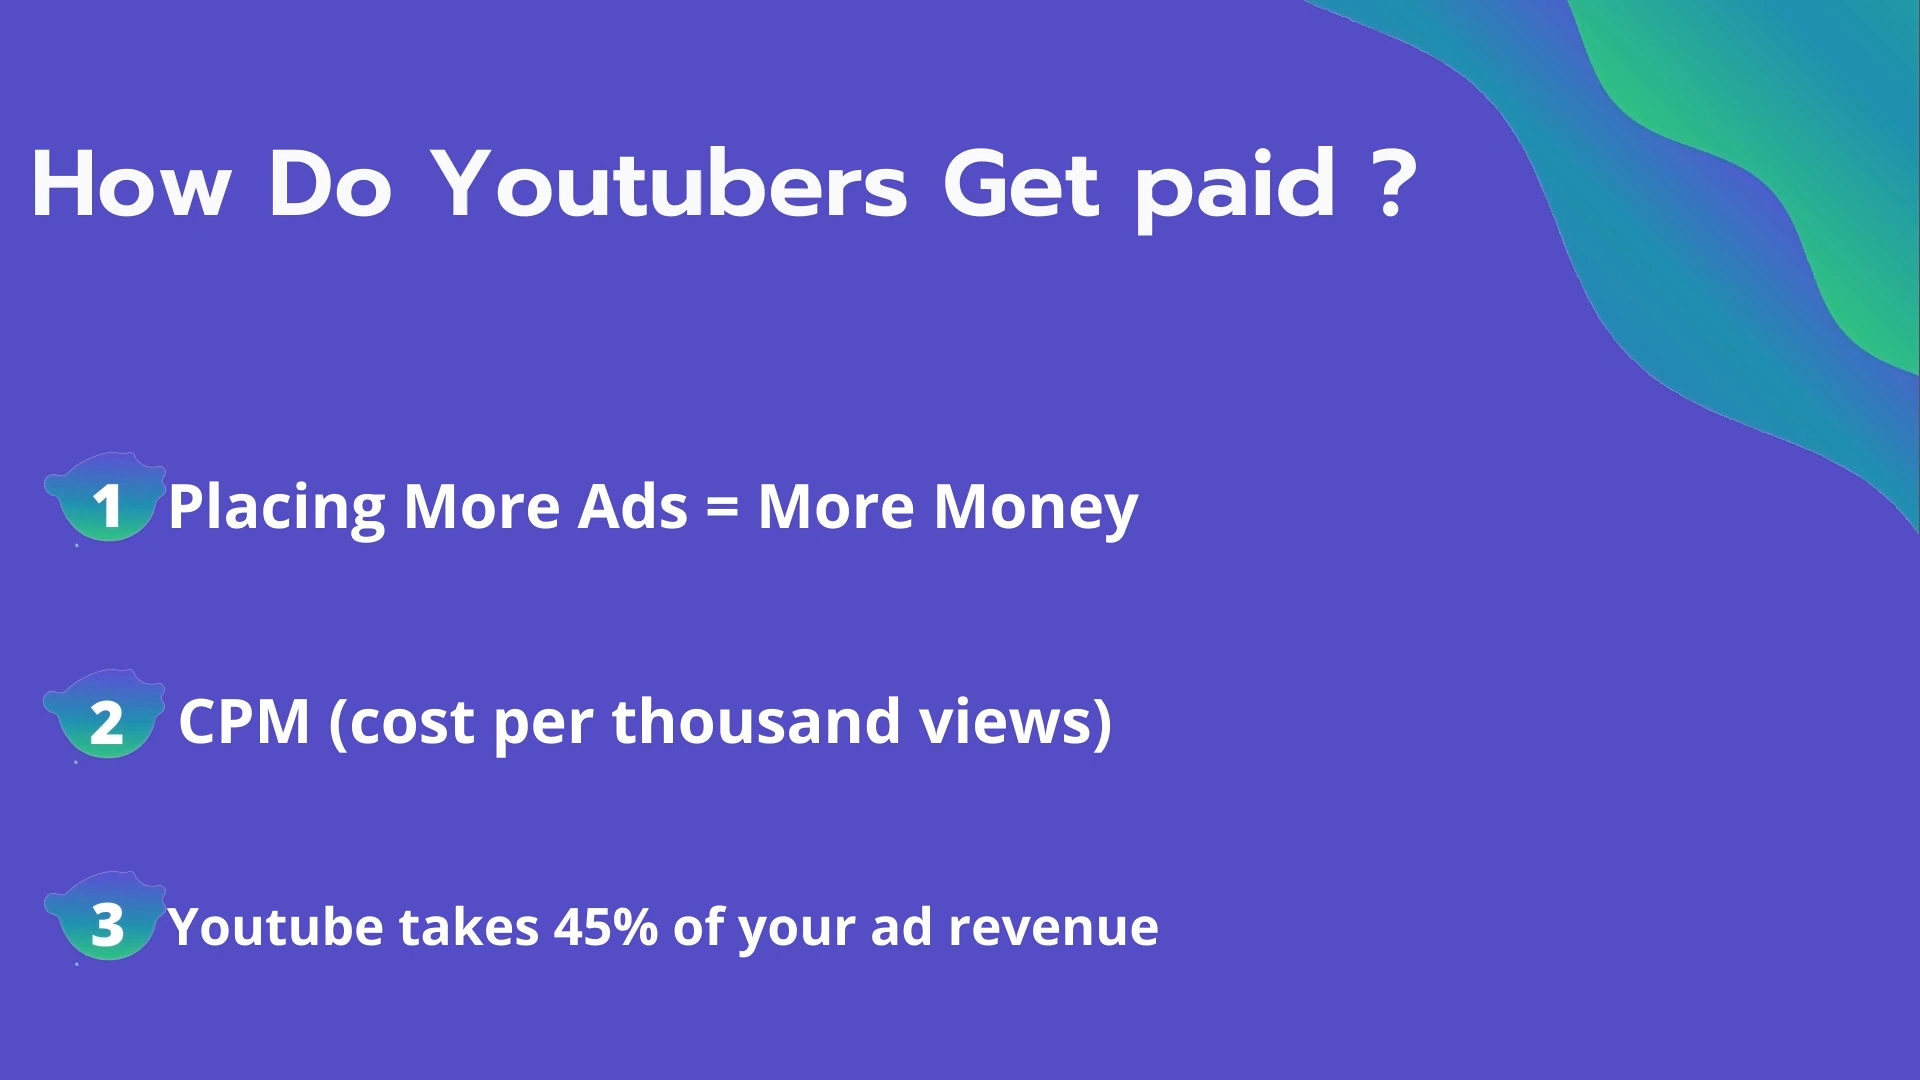 How Do Youtubers Get paid ?
1 Placing More Ads = More Money
2 CPM (cost per thousand views)
3 Youtube takes 45% of your ad revenue